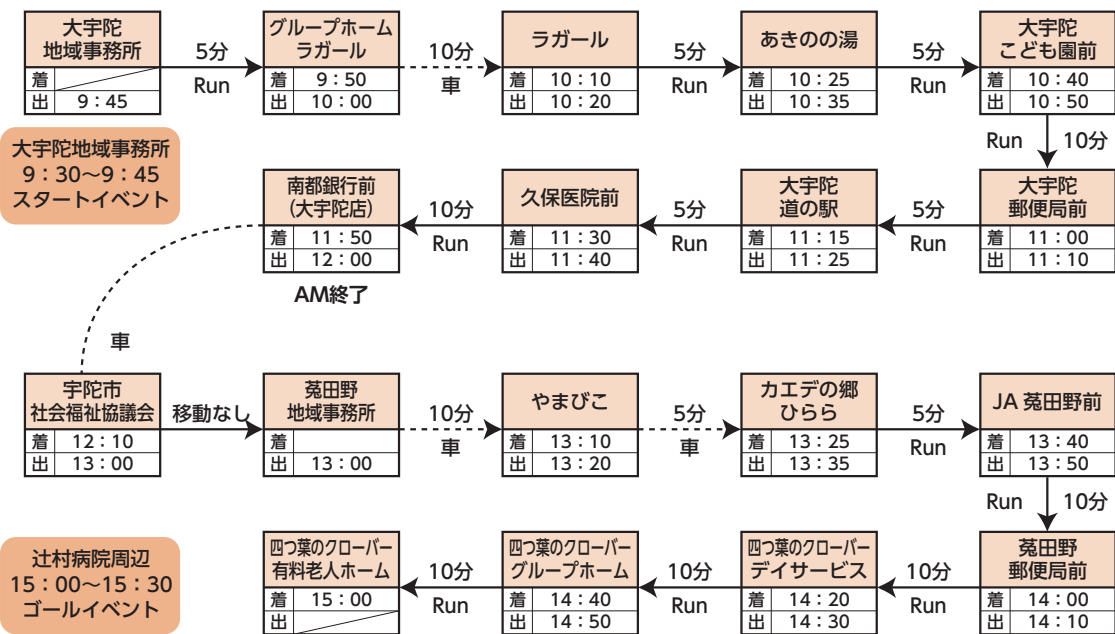 大宇陀
地域事務所
着
出 9：45
5分
Run
グループホーム
ラガール
着 9：50
出 10：00
10分
車
ラガール
着 10：10
出 10：20
5分
Run
あきのの湯
着 10：25
出 10：35
5分
Run
大宇陀
こども園前
着 10：40
出 10：50
Run 10分
大宇陀地域事務所
9：30～9：45
スタートイベント
大宇陀
郵便局前
着 11：00
出 11：10
5分
Run
大宇陀
道の駅
着 11：15
出 11：25
5分
Run
久保医院前
着 11：30
出 11：40
10分
Run
南都銀行前
（大宇陀店）
着 11：50
出 12：00
AM終了
車
宇陀市
社会福祉協議会
着 12：10
出 13：00
移動なし
菟田野
地域事務所
着
出 13：00
10分
車
やまびこ
着 13：10
出 13：20
5分
車
カエデの郷
ひらら
着 13：25
出 13：35
5分
Run
JA 菟田野前
着 13：40
出 13：50
Run 10分
菟田野
郵便局前
着 14：00
出 14：10
10分
Run
四つ葉のクローバー
デイサービス
着 14：20
出 14：30
10分
Run
四つ葉のクローバー
グループホーム
着 14：40
出 14：50
10分
Run
四つ葉のクローバー
有料老人ホーム
着 15：00
出
辻村病院周辺
15：00～15：30
ゴールイベント